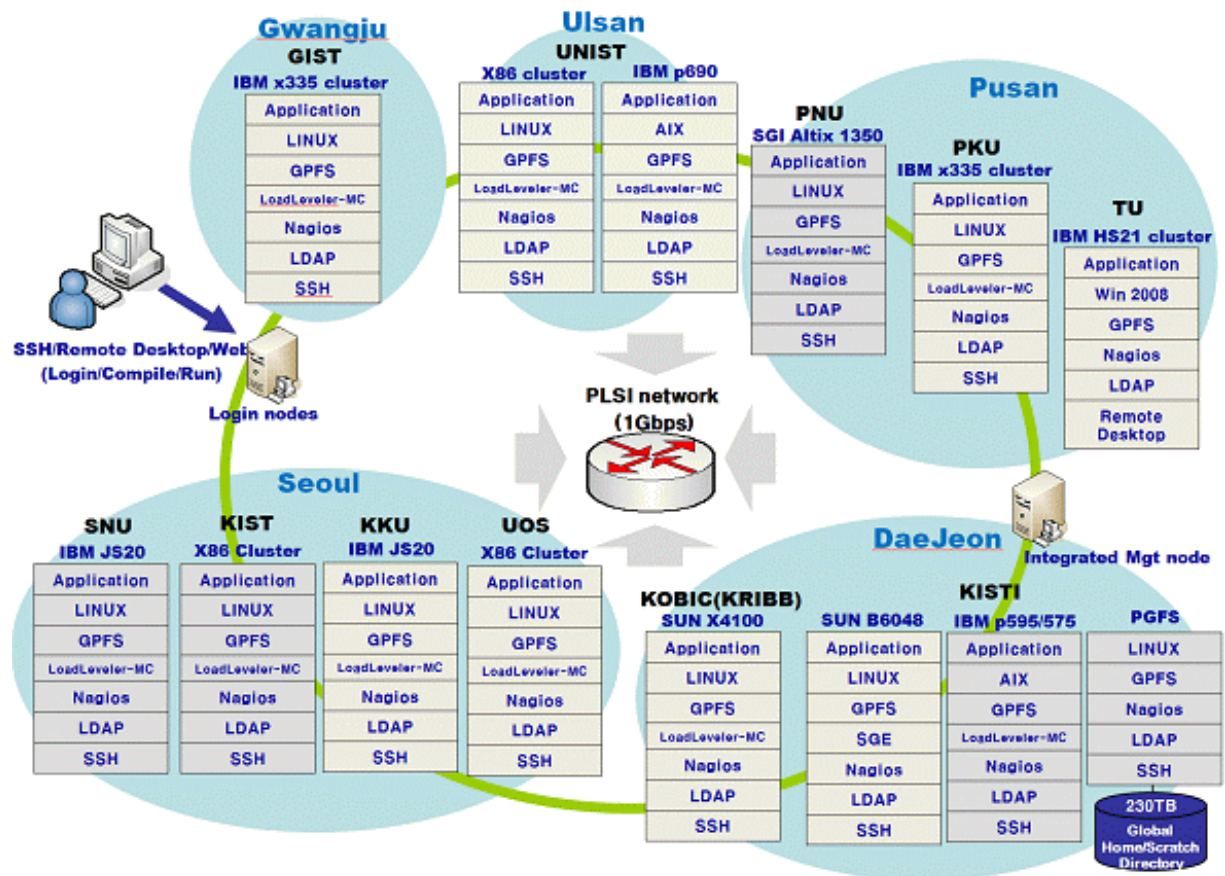 Gwangju
GIST
IBM x335 cluster
Application
LINUX
GPFS
LoadLeveler-MC
Nagios
LDAP
SSH
Ulsan
UNIST
X86 cluster
Application
LINUX
GPFS
LoadLeveler-MC
Nagios
LDAP
SSH
IBM p690
Application
AIX
GPFS
LoadLeveler-MC
Nagios
LDAP
SSH
Pusan
PNU
SGI Altix 1350
Application
LINUX
GPFS
LoadLeveler-MC
Nagios
LDAP
SSH
PKU
IBM x335 cluster
Application
LINUX
GPFS
LoadLeveler-MC
Nagios
LDAP
SSH
TU
IBM HS21 cluster
Application
Win 2008
GPFS
Nagios
LDAP
Remote
Desktop
SSH/Remote Desktop/Web
(Login/Compile/Run)
Login nodes
PLSI network
(1Gbps)
Seoul
SNU
IBM JS20
Application
LINUX
GPFS
LoadLeveler-MC
Nagios
LDAP
SSH
KIST
X86 Cluster
Application
LINUX
GPFS
LoadLeveler-MC
Nagios
LDAP
SSH
KKU
IBM JS20
Application
LINUX
GPFS
LoadLeveler-MC
Nagios
LDAP
SSH
UOS
X86 Cluster
Application
LINUX
GPFS
LoadLeveler-MC
Nagios
LDAP
SSH
Integrated Mgt node
DaeJeon
KOBIC(KRIBB)
SUN X4100
Application
LINUX
GPFS
LoadLeveler-MC
Nagios
LDAP
SSH
KISTI
SUN B6048
Application
LINUX
GPFS
SGE
Nagios
LDAP
SSH
IBM p595/575
Application
AIX
GPFS
LoadLeveler-MC
Nagios
LDAP
SSH
PGFS
LINUX
GPFS
Nagios
LDAP
SSH
230TB
Global
Home/Scratch
Directory